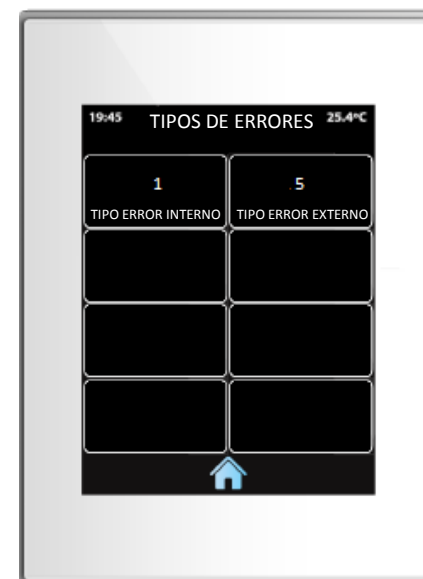 19:45 TIPOS DE ERRORES 25.4ºC
1 5
TIPO ERROR INTERNO TIPO ERROR EXTERNO